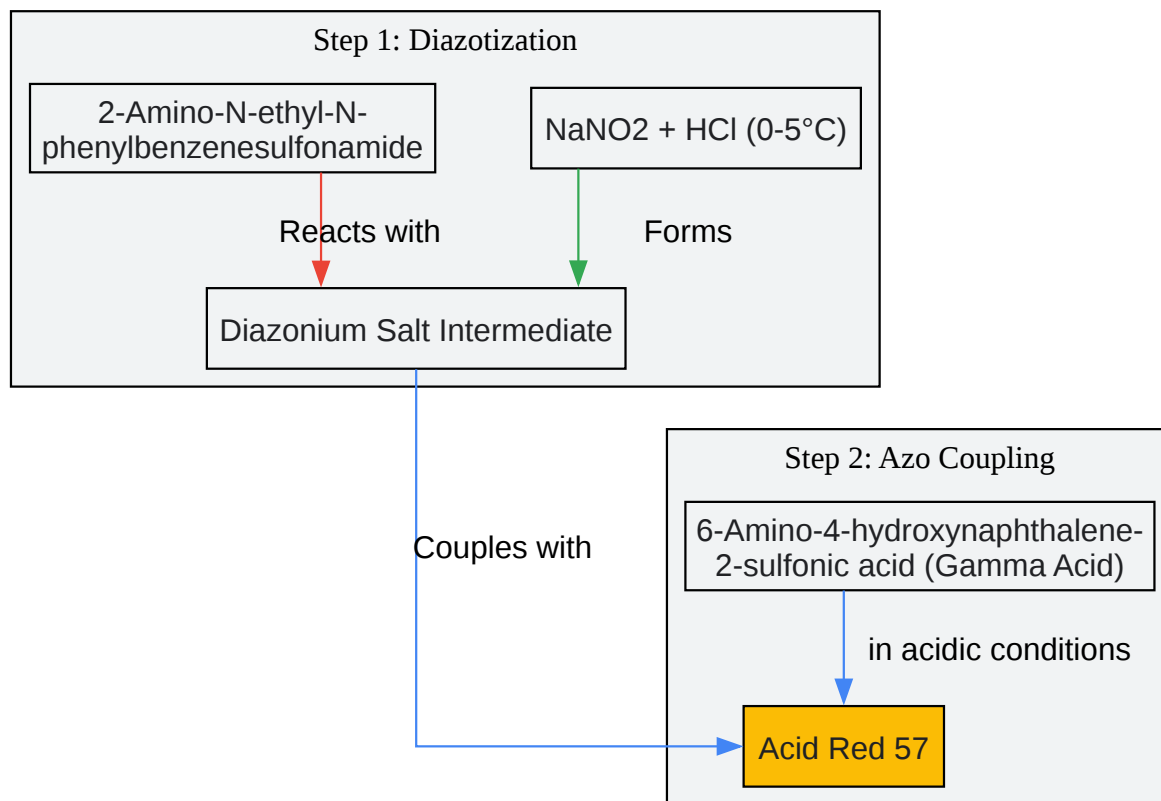 Step 1: Diazotization
2-Amino-N-ethyl-N-
phenylbenzenesulfonamide
NaNO2 + HCl (0-5°C)
Reacts with
Forms
Diazonium Salt Intermediate
Step 2: Azo Coupling
6-Amino-4-hydroxynaphthalene-
2-sulfonic acid (Gamma Acid)
Couples with
in acidic conditions
Acid Red 57